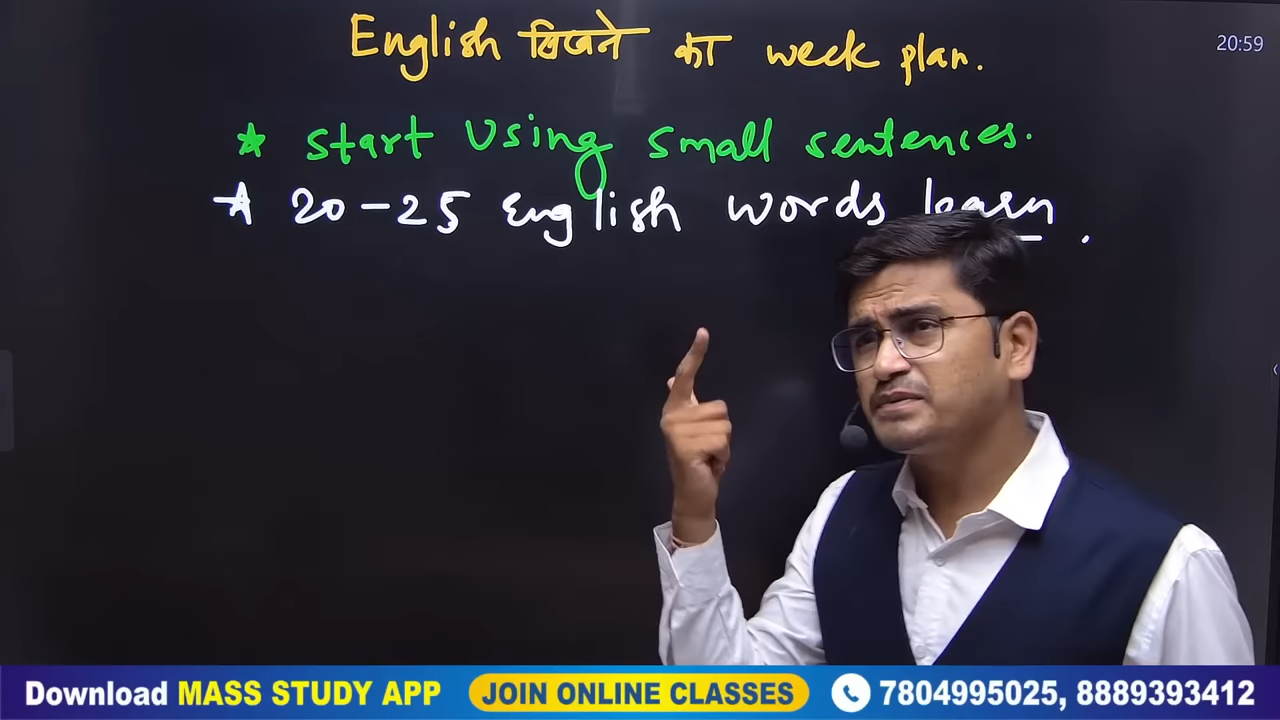 English सिखने का week plan.
20:59
★ start Using small sentences.
★ 20-25 English words learn.
Download MASS STUDY APP JOIN ONLINE CLASSES 7804995025, 8889393412